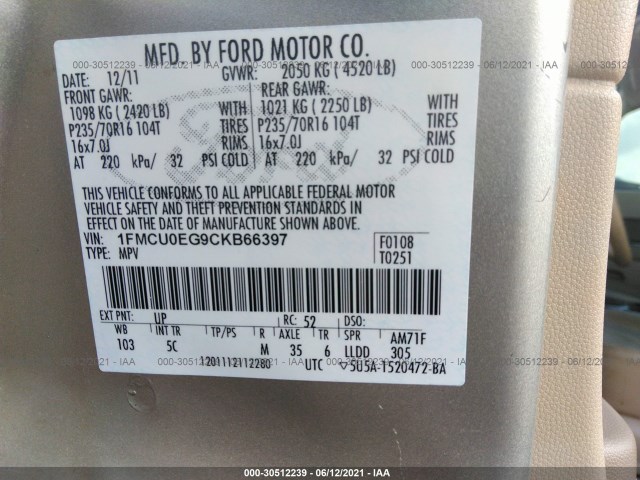 MFD. BY FORD MOTOR CO.
DATE: 12/11 GVWR: 2050 KG ( 4520 LB)
FRONT GAWR: REAR GAWR:
1098 KG ( 2420 LB) WITH 1021 KG ( 2250 LB) WITH
P235/70R16 104T TIRES P235/70R16 104T TIRES
16x7.0J RIMS 16x7.0J RIMS
AT 220 kPa/ 32 PSI COLD AT 220 kPa/ 32 PSI COLD
THIS VEHICLE CONFORMS TO ALL APPLICABLE FEDERAL MOTOR
VEHICLE SAFETY AND THEFT PREVENTION STANDARDS IN
EFFECT ON THE DATE OF MANUFACTURE SHOWN ABOVE.
VIN: 1FMCU0EG9CKB66397 F0108
TYPE: MPV T0251
EXT PNT: UP RC: 52 DSO:
WB INT TR TP/PS R AXLE TR SPR AM71F
103 5C M 35 6 LLDD 305
1201112112280 UTC ▽5U5A-1520472-BA
000-30512239 - 06/12/2021 - IAA 000-30512239 - 06/12/2021 - IAA
000-30512239 - 06/12/2021 - IAA